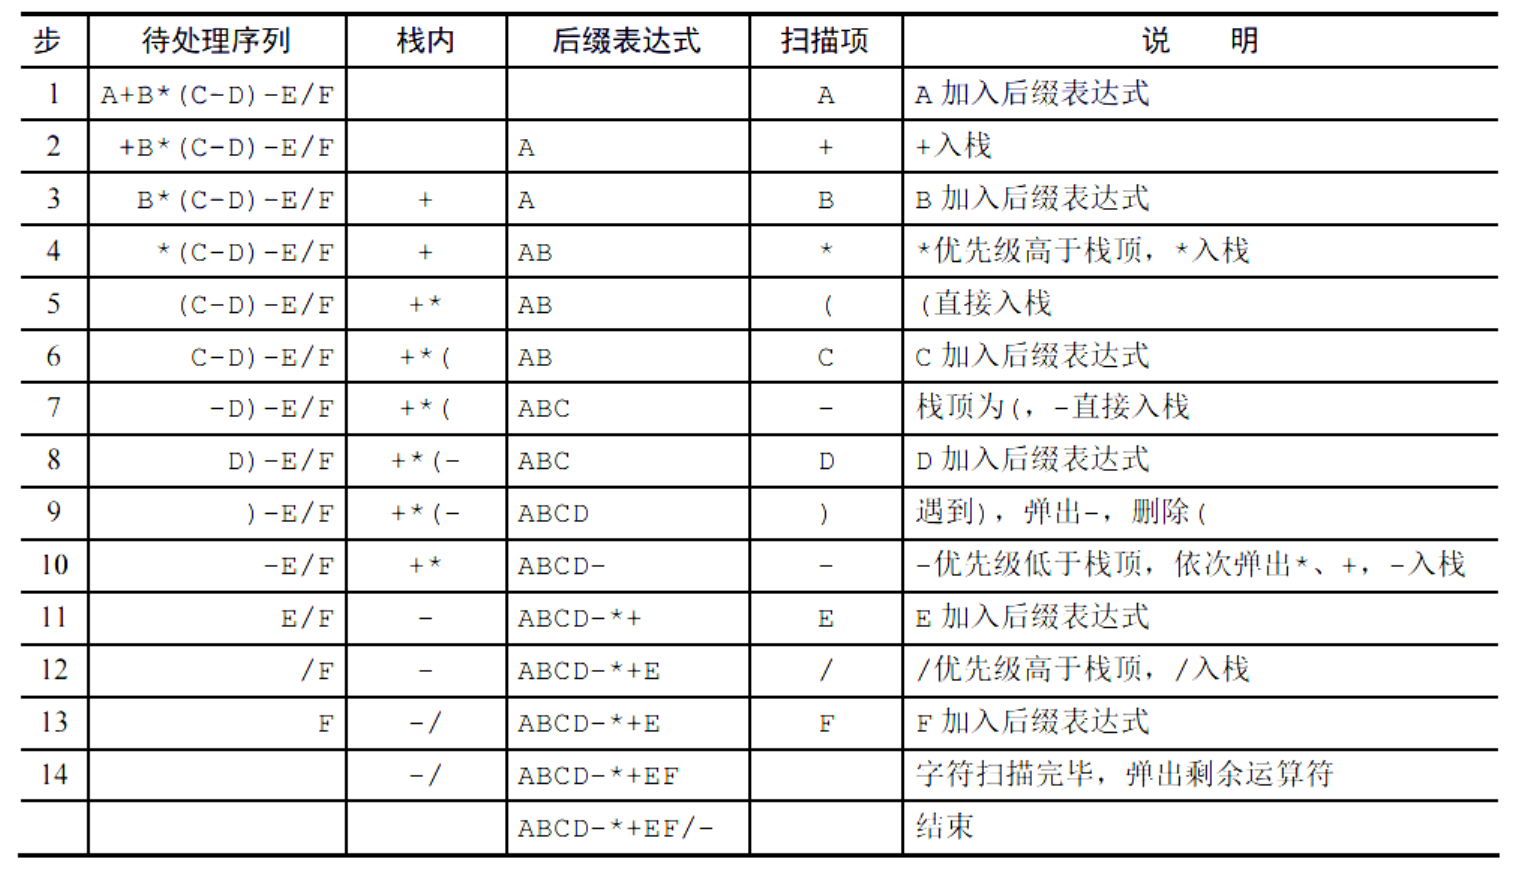 步 待处理序列 栈内 后缀表达式 扫描项 说 明
1 A+B*(C-D)-E/F A A 加入后缀表达式
2 +B*(C-D)-E/F A + +入栈
3 B*(C-D)-E/F + A B B 加入后缀表达式
4 *(C-D)-E/F + AB * *优先级高于栈顶，*入栈
5 (C-D)-E/F +* AB ( (直接入栈
6 C-D)-E/F +*( AB C C 加入后缀表达式
7 -D)-E/F +*( ABC - 栈顶为(，-直接入栈
8 D)-E/F +*(- ABC D D 加入后缀表达式
9 )-E/F +*(- ABCD ) 遇到)，弹出-，删除(
10 -E/F +* ABCD- - -优先级低于栈顶，依次弹出*、+，-入栈
11 E/F - ABCD-*+ E E 加入后缀表达式
12 /F - ABCD-*+E / /优先级高于栈顶，/入栈
13 F -/ ABCD-*+E F F 加入后缀表达式
14 -/ ABCD-*+EF 字符扫描完毕，弹出剩余运算符
ABCD-*+EF/- 结束